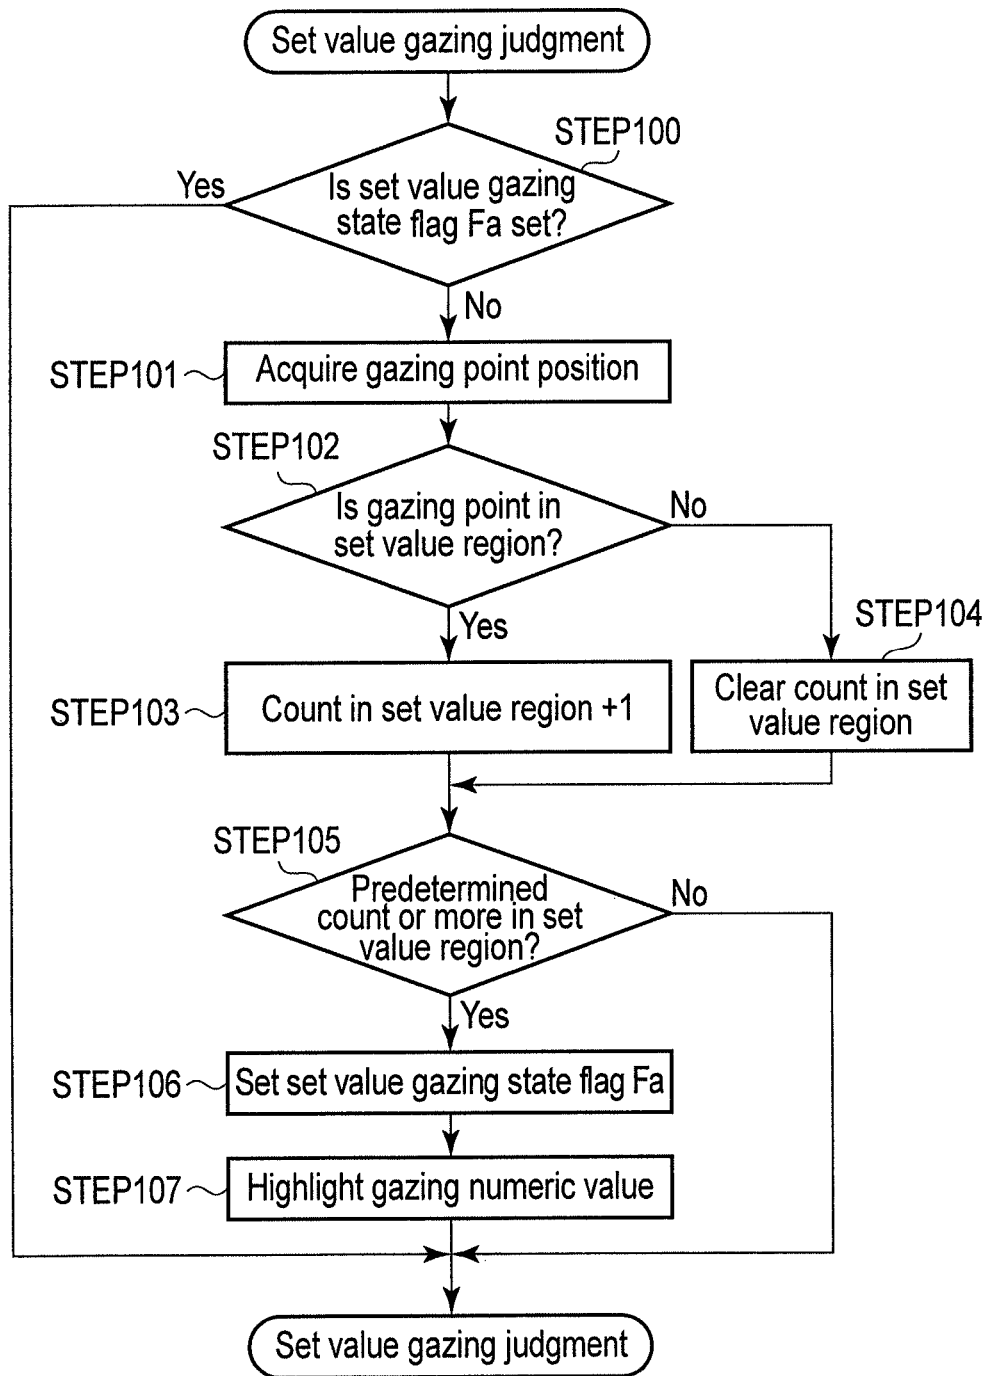 Set value gazing judgment
STEP100
Yes
Is set value gazing
state flag Fa set?
No
STEP101
Acquire gazing point position
STEP102
Is gazing point in
set value region?
No
Yes
STEP104
STEP103
Count in set value region +1
Clear count in set
value region
STEP105
Predetermined
count or more in set
value region?
No
Yes
STEP106
Set set value gazing state flag Fa
STEP107
Highlight gazing numeric value
Set value gazing judgment